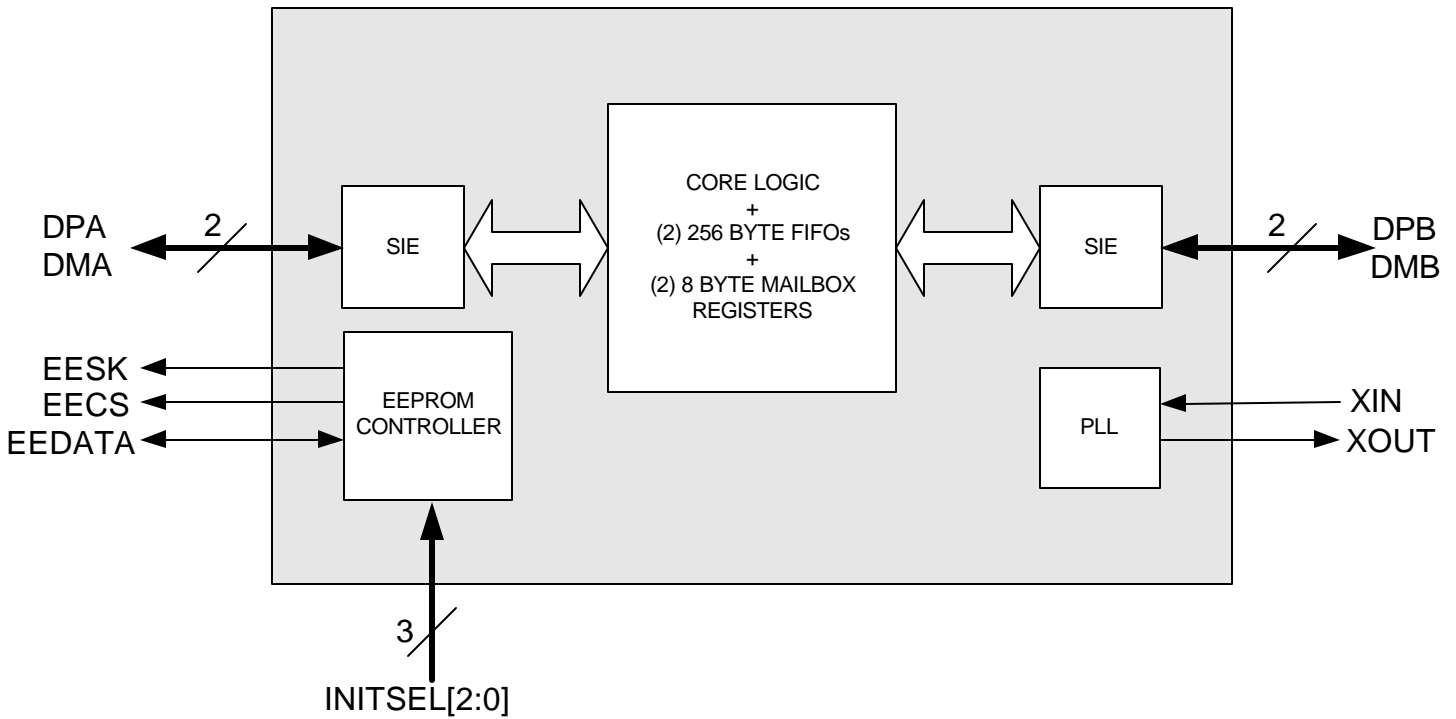 CORE LOGIC
+
(2) 256 BYTE FIFOs
+
(2) 8 BYTE MAILBOX
REGISTERS
DPA
DMA
2
SIE
SIE
2
DPB
DMB
EESK
EECS
EEDATA
EEPROM
CONTROLLER
PLL
XIN
XOUT
3
INITSEL[2:0]